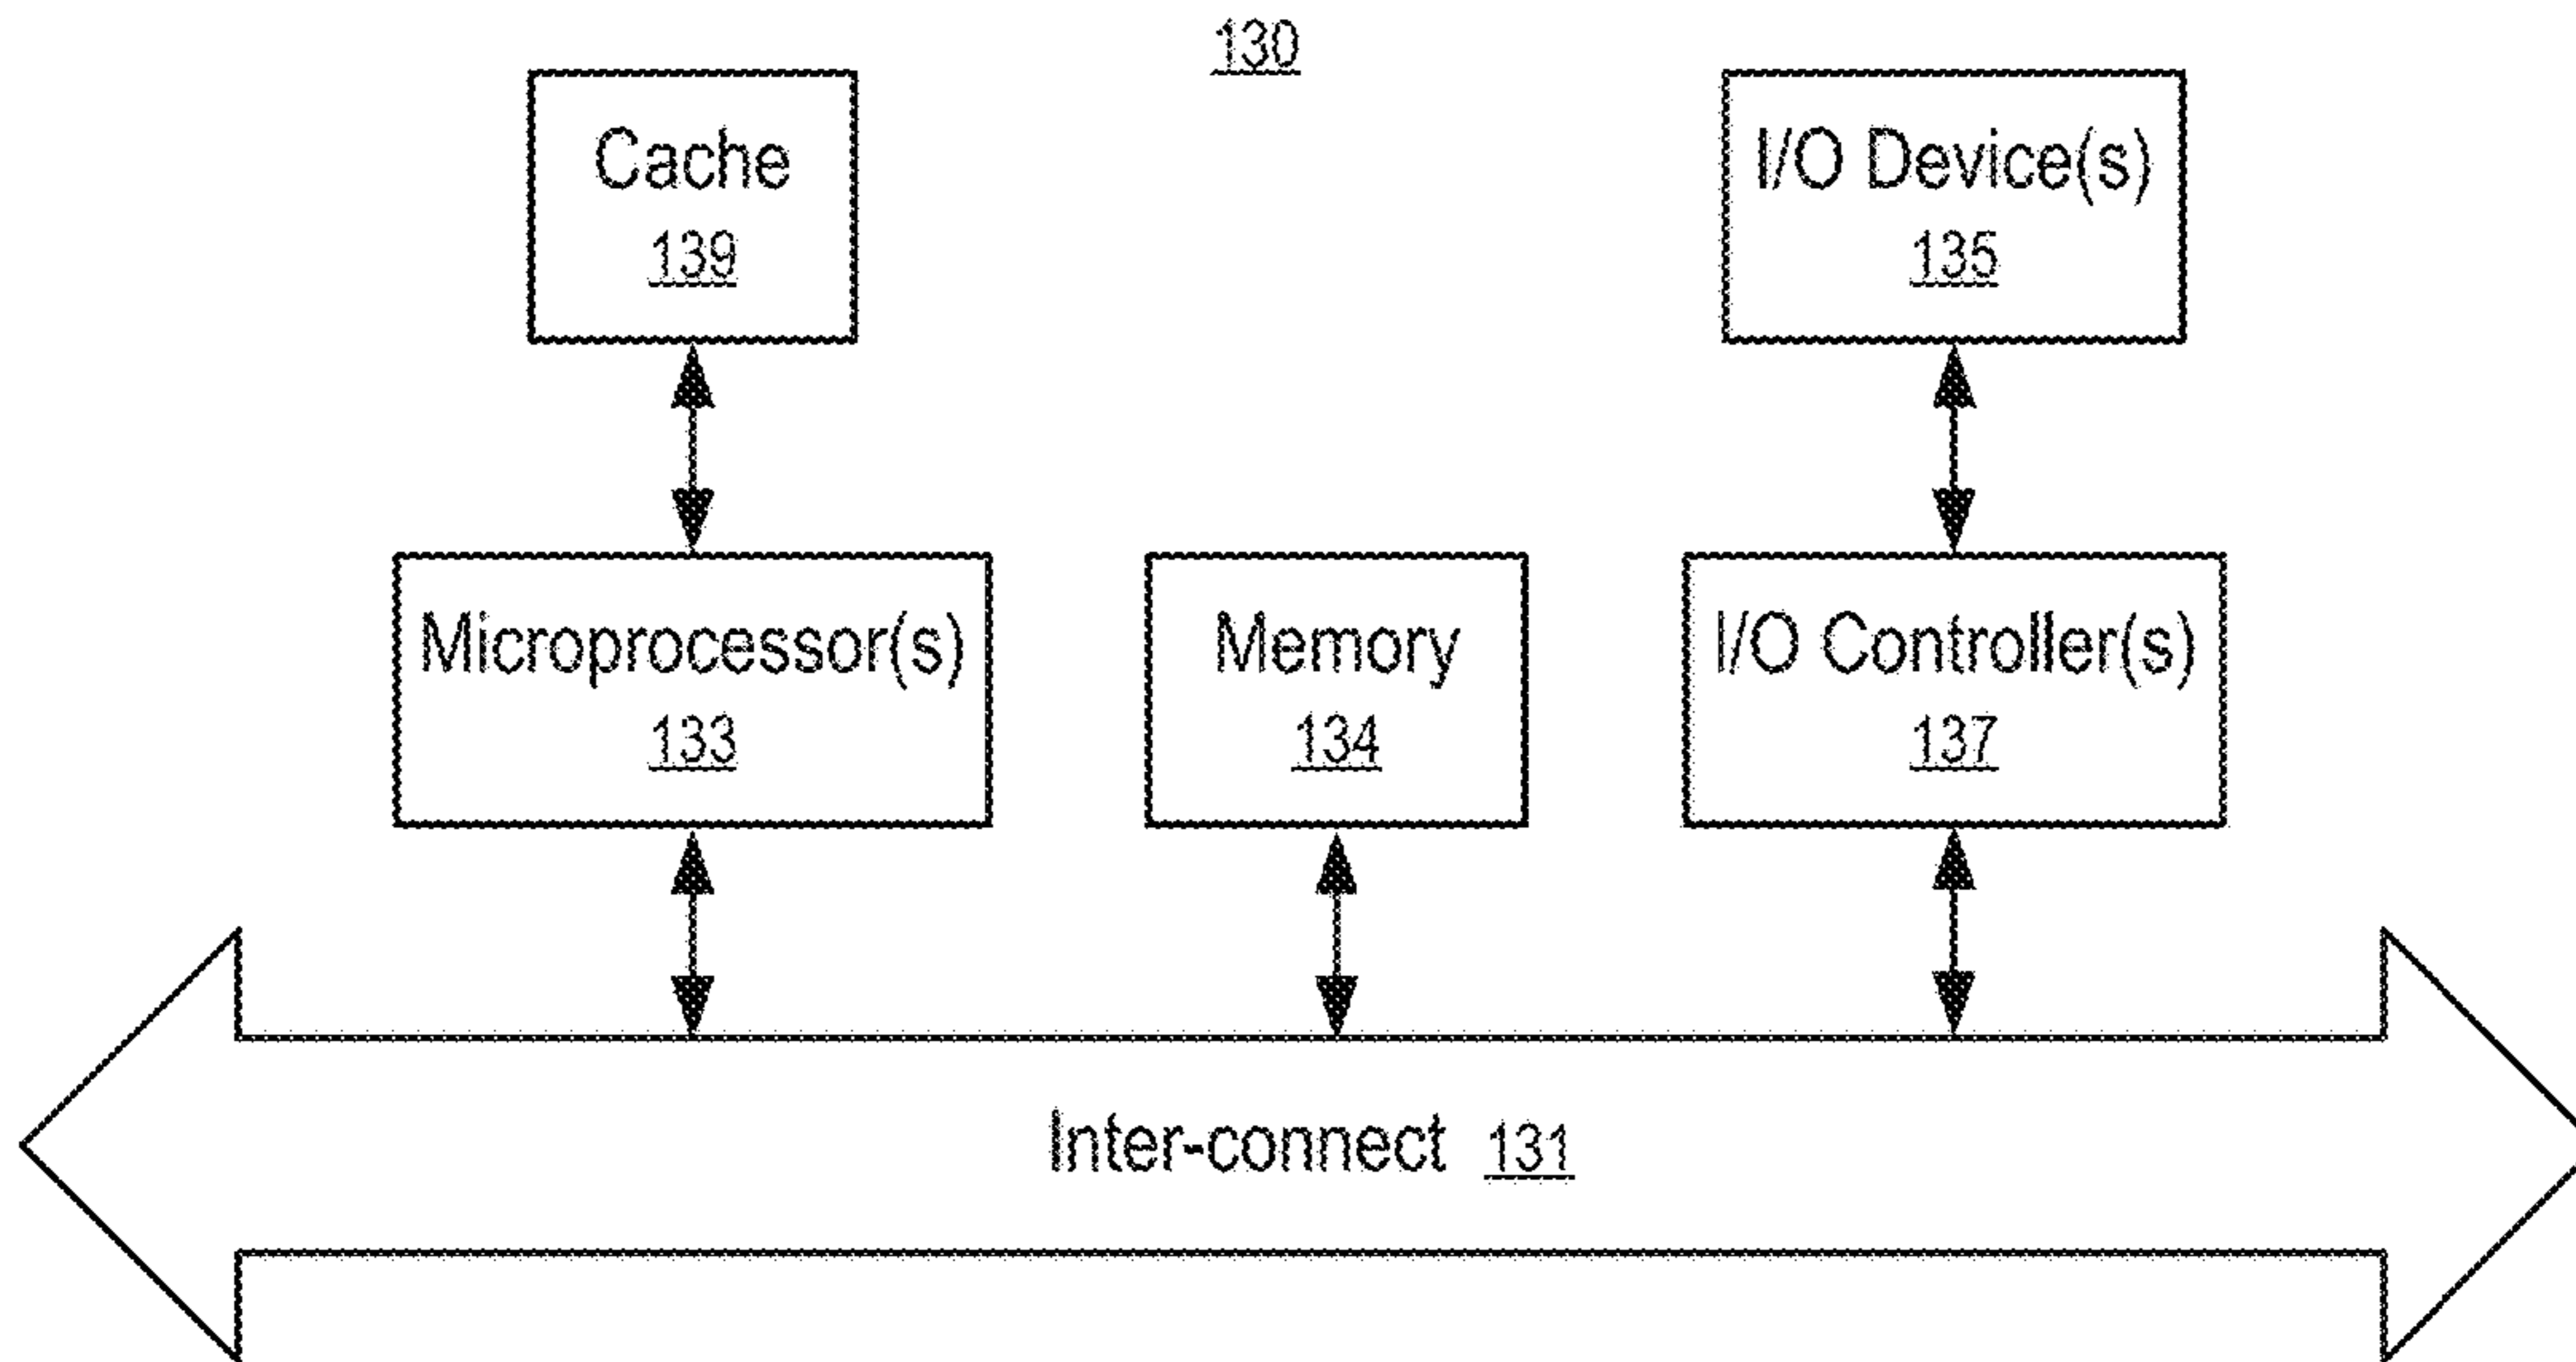 130
Cache
139
I/O Device(s)
135
Microprocessor(s)
133
Memory
134
I/O Controller(s)
137
Inter-connect 131